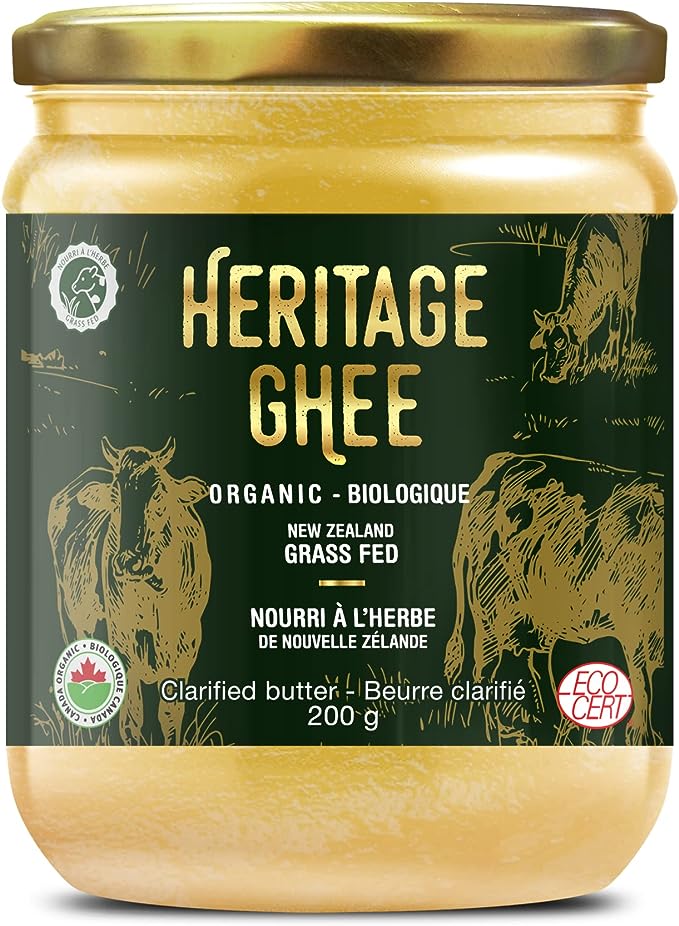 NOURRI À L'HERBE
GRASS FED
HERITAGE
GHEE
ORGANIC - BIOLOGIQUE
NEW ZEALAND
GRASS FED
NOURRI À L'HERBE
DE NOUVELLE ZÉLANDE
CANADA ORGANIC • BIOLOGIQUE CANADA •
Clarified butter - Beurre clarifié
200 g
ECO
CERT